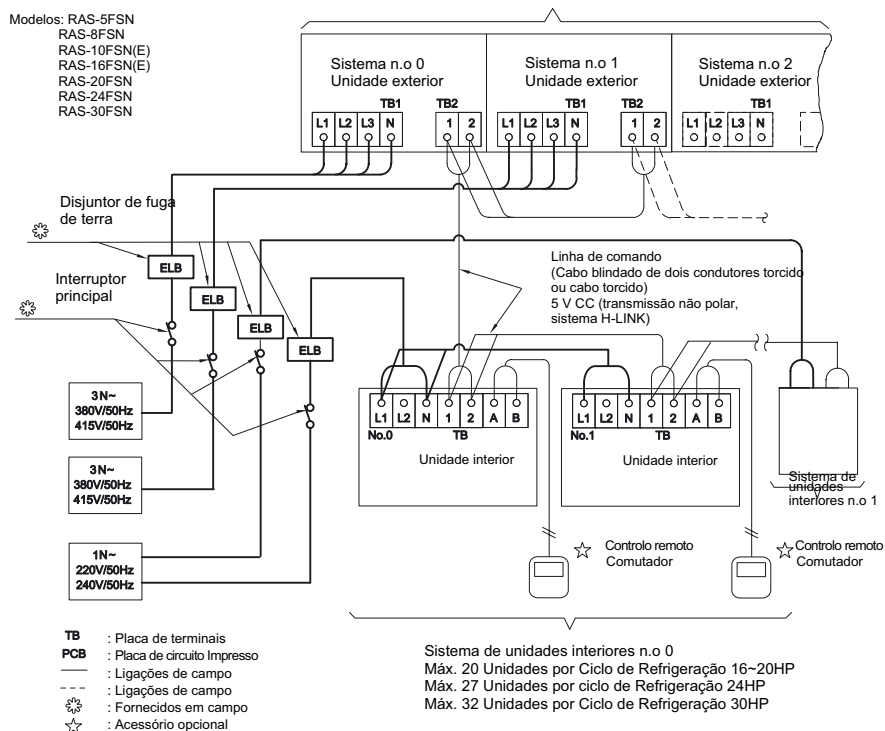 Modelos: RAS-5FSN
RAS-8FSN
RAS-10FSN(E)
RAS-16FSN(E)
RAS-20FSN
RAS-24FSN
RAS-30FSN
Sistema n.o 0
Unidade exterior
TB1
TB2
L1 L2 L3 N
1 2
Sistema n.o 1
Unidade exterior
TB1
TB2
L1 L2 L3 N
1 2
Sistema n.o 2
Unidade exterior
TB1
L1 L2 L3 N
Disjuntor de fuga
de terra
Interruptor
principal
ELB
ELB
ELB
ELB
Linha de comando
(Cabo blindado de dois condutores torcido
ou cabo torcido)
5 V CC (transmissão não polar,
sistema H-LINK)
3N~
380V/50Hz
415V/50Hz
3N~
380V/50Hz
415V/50Hz
1N~
220V/50Hz
240V/50Hz
L1 L2 N 1 2 A B
No.0 TB
Unidade interior
L1 L2 N 1 2 A B
No.1 TB
Unidade interior
Sistema de
unidades
interiores n.o 1
Controlo remoto
Comutador
Controlo remoto
Comutador
TB : Placa de terminais
PCB : Placa de circuito Impresso
: Ligações de campo
: Ligações de campo
: Fornecidos em campo
: Acessório opcional
Sistema de unidades interiores n.o 0
Máx. 20 Unidades por Ciclo de Refrigeração 16~20HP
Máx. 27 Unidades por ciclo de Refrigeração 24HP
Máx. 32 Unidades por Ciclo de Refrigeração 30HP